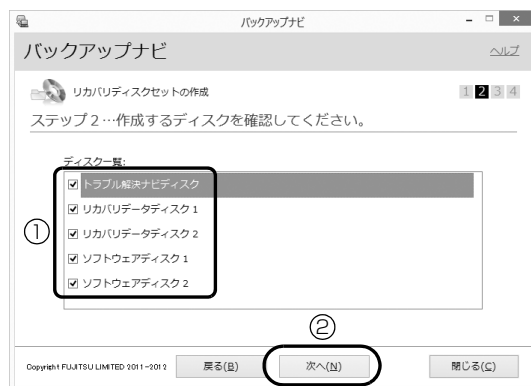 バックアップナビ
バックアップナビ
ヘルプ
リカバリディスクセットの作成
1 2 3 4
ステップ2…作成するディスクを確認してください。
ディスク一覧:
①
トラブル解決ナビディスク
リカバリデータディスク1
リカバリデータディスク2
ソフトウェアディスク1
ソフトウェアディスク2
②
Copyright FUJITSU LIMITED 2011-2012
戻る(B)
次へ(N)
閉じる(C)